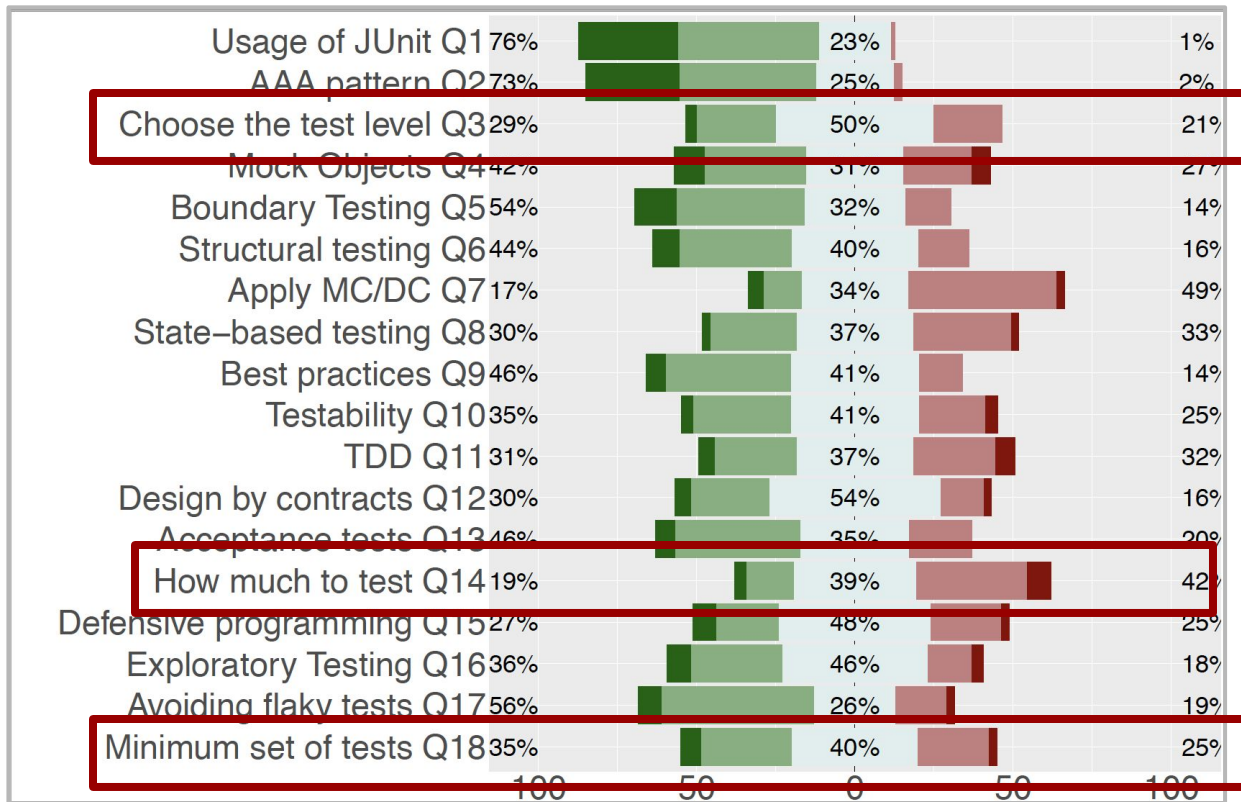 Usage of JUnit Q1 76% 23% 1%
AAA pattern Q2 73% 25% 2%
Choose the test level Q3 29% 50% 21%
Mock Objects Q4 42% 31% 27%
Boundary Testing Q5 54% 32% 14%
Structural testing Q6 44% 40% 16%
Apply MC/DC Q7 17% 34% 49%
State−based testing Q8 30% 37% 33%
Best practices Q9 46% 41% 14%
Testability Q10 35% 41% 25%
TDD Q11 31% 37% 32%
Design by contracts Q12 30% 54% 16%
Acceptance tests Q13 46% 35% 20%
How much to test Q14 19% 39% 42
Defensive programming Q15 27% 48% 25%
Exploratory Testing Q16 36% 46% 18%
Avoiding flaky tests Q17 56% 26% 19%
Minimum set of tests Q18 35% 40% 25%
100 50 0 50 100